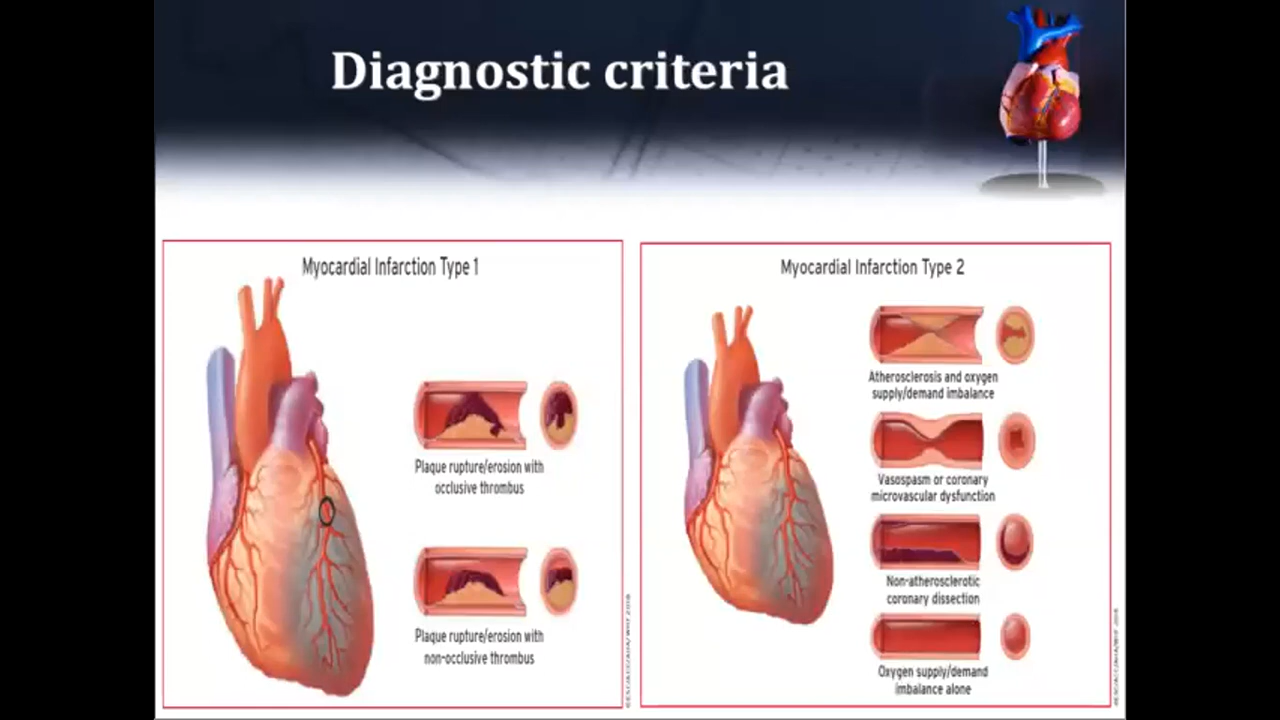 Diagnostic criteria
Myocardial Infarction Type 1
Plaque rupture/erosion with
occlusive thrombus
Plaque rupture/erosion with
non-occlusive thrombus
Myocardial Infarction Type 2
Atherosclerosis and oxygen
supply/demand imbalance
Vasospasm or coronary
microvascular dysfunction
Non-atherosclerotic
coronary dissection
Oxygen supply/demand
imbalance alone